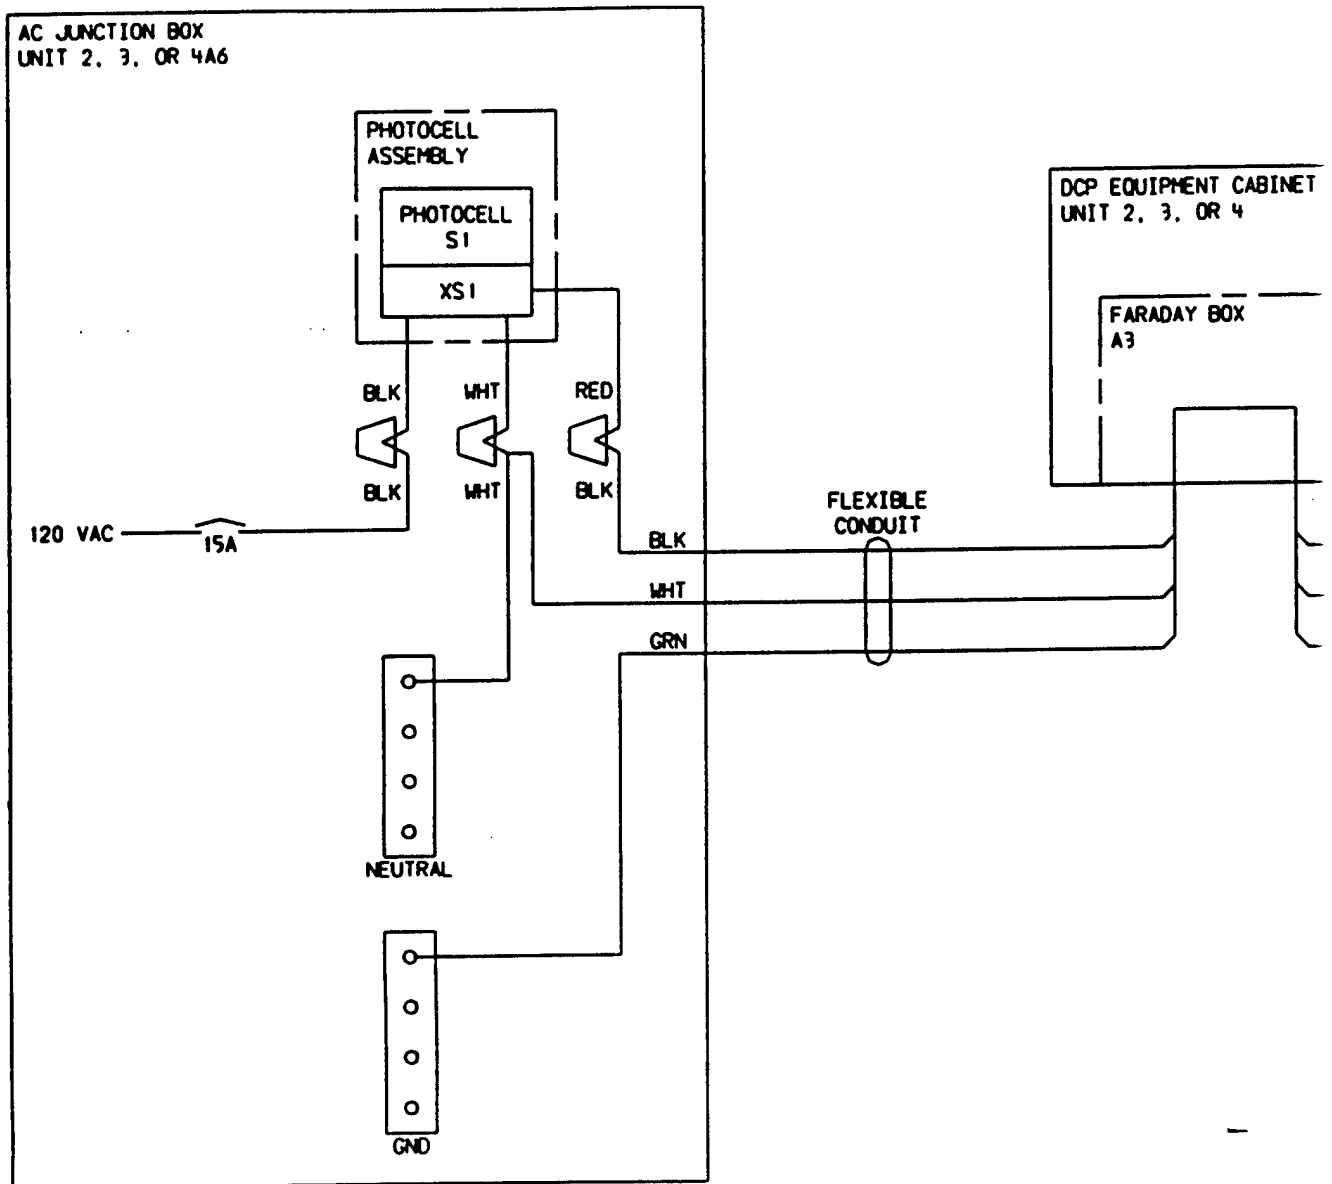 AC JUNCTION BOX
UNIT 2, 3, OR 4A6
PHOTOCELL
ASSEMBLY
PHOTOCELL
S1
XS1
DCP EQUIPMENT CABINET
UNIT 2, 3, OR 4
FARADAY BOX
A3
BLK
WHT
RED
BLK
WHT
BLK
FLEXIBLE
CONDUIT
120 VAC
15A
BLK
WHT
GRN
NEUTRAL
GND